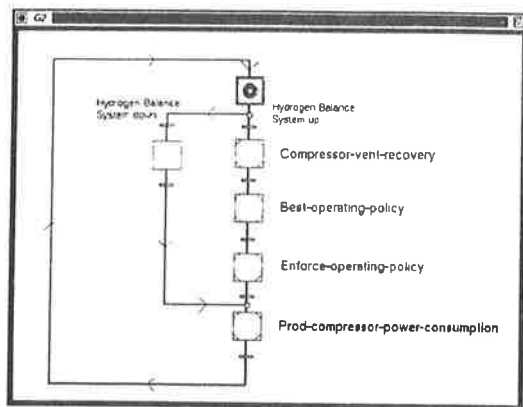 G2
Hydrogen Balance
System down
Hydrogen Balance
System up
Compressor-vent-recovery
Best-operating-policy
Enforce-operating-policy
Prod-compressor-power-consumption